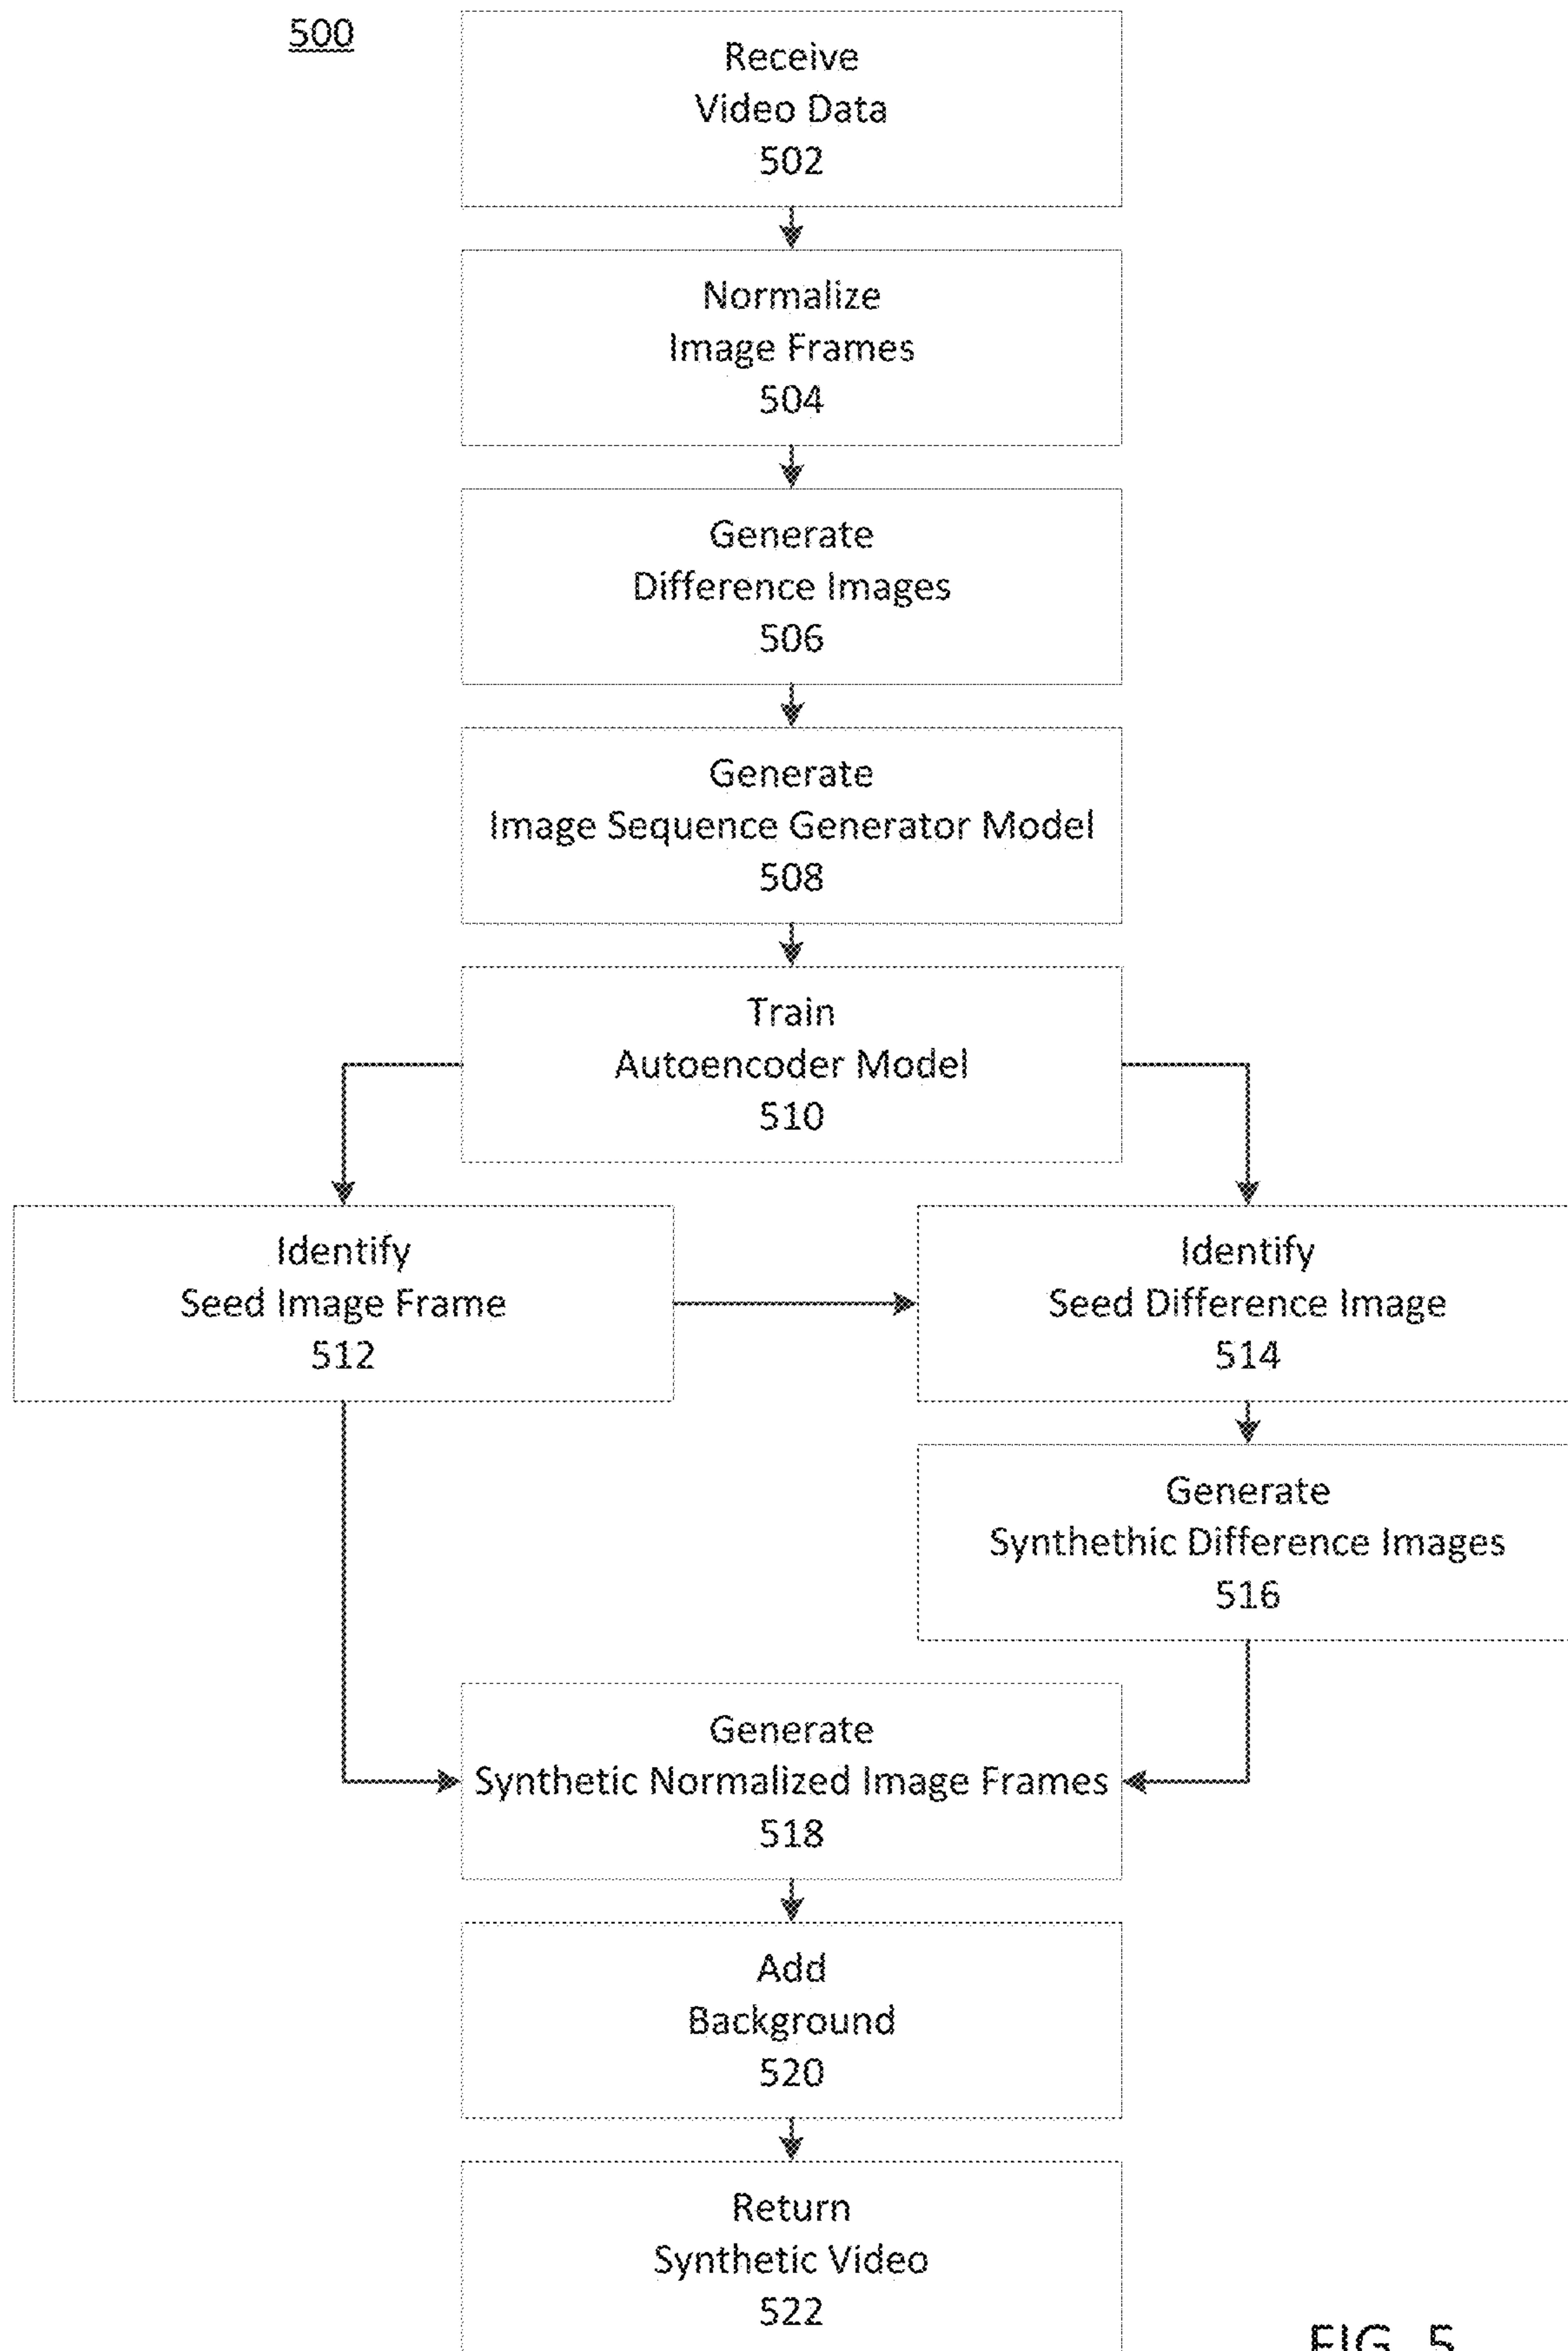 500
Receive
Video Data
502
Normalize
Image Frames
504
Generate
Difference Images
506
Generate
Image Sequence Generator Model
508
Train
Autoencoder Model
510
Identify
Seed Image Frame
512
Identify
Seed Difference Image
514
Generate
Synthethic Difference Images
516
Generate
Synthetic Normalized Image Frames
518
Add
Background
520
Return
Synthetic Video
522
FIG. 5